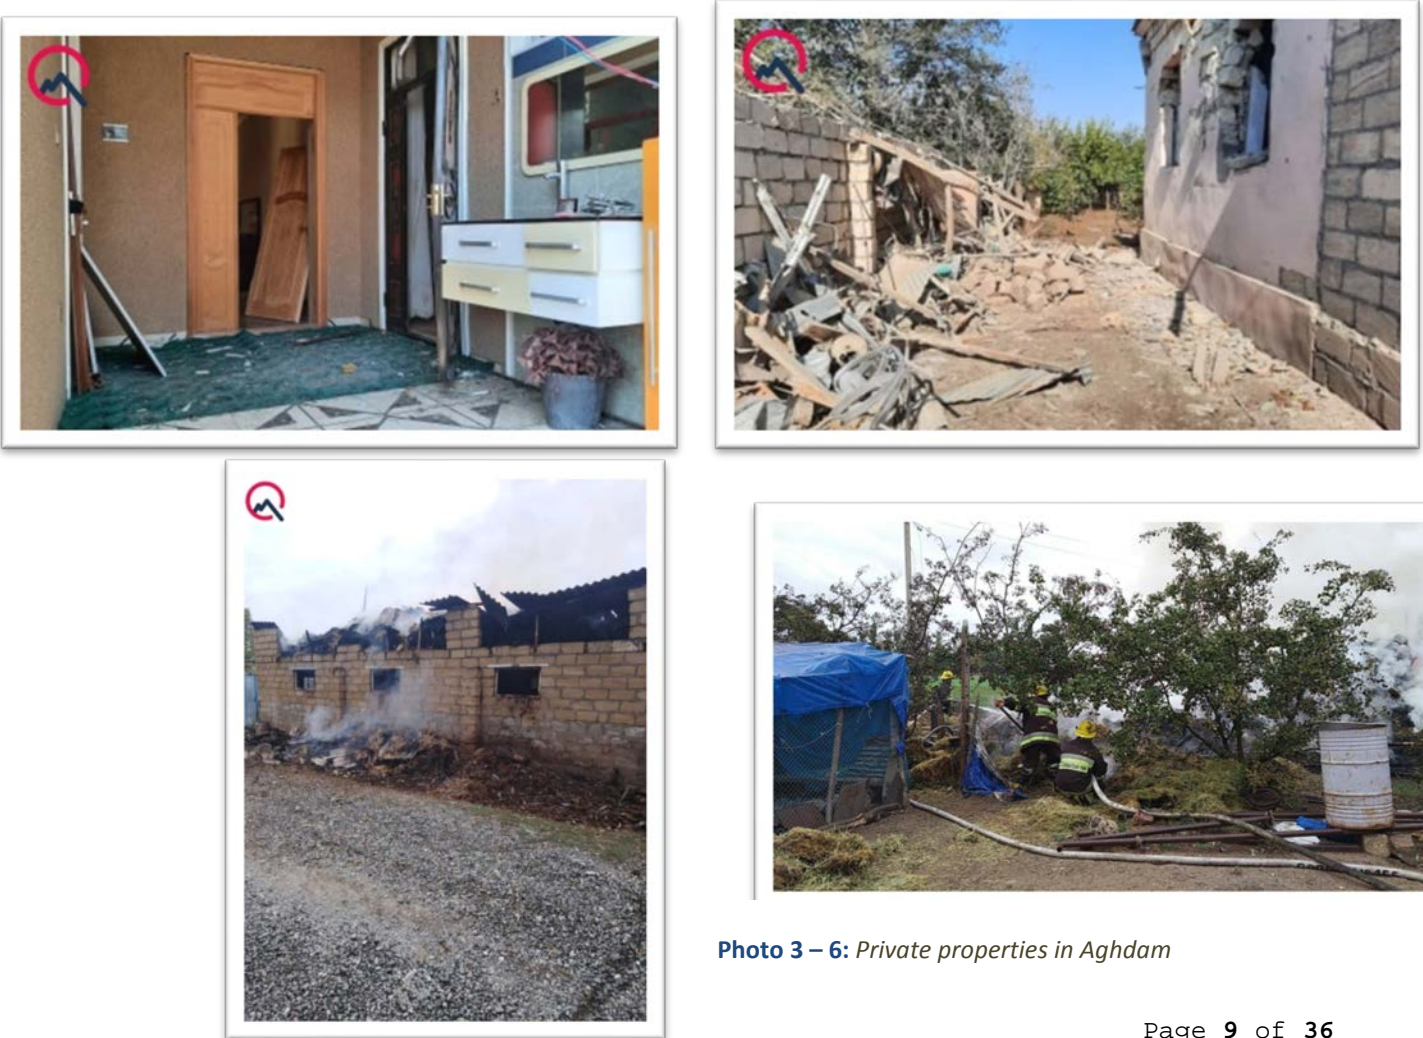 Photo 3 – 6: Private properties in Aghdam
Page 9 of 36